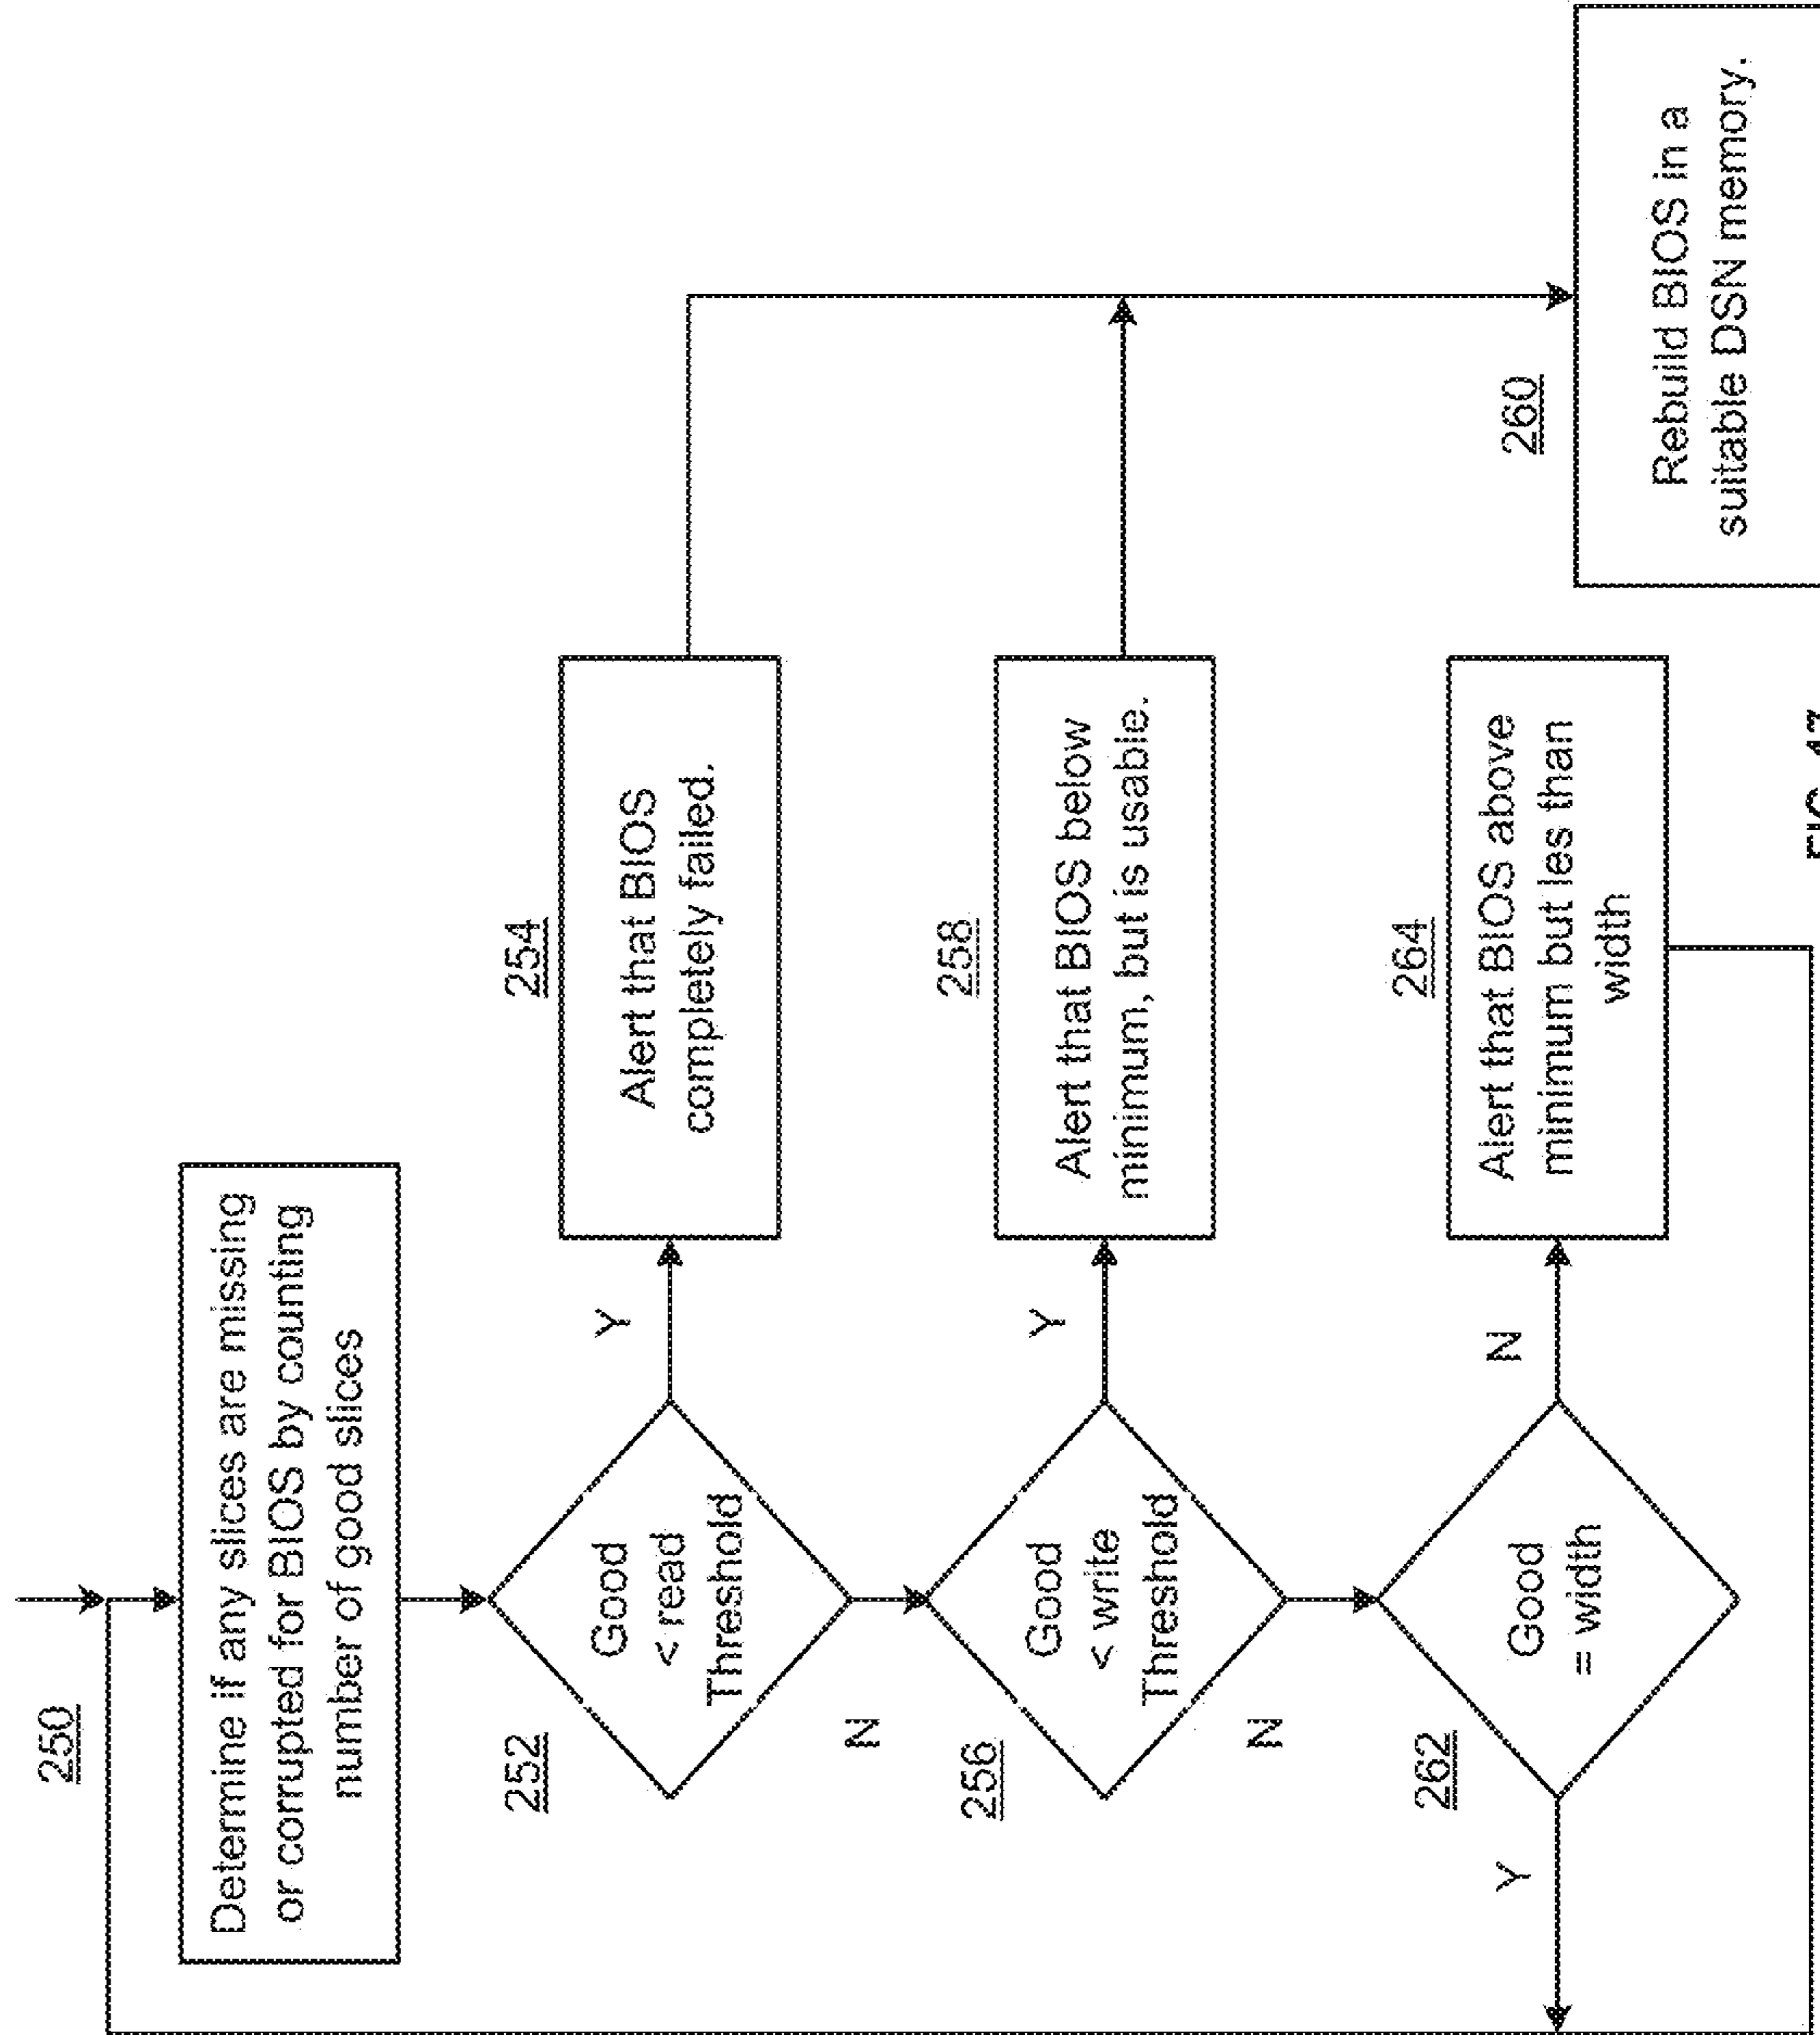 250
Determine if any slices are missing
or corrupted for BIOS by counting
number of good slices
252
Good
< read
Threshold
Y
N
254
Alert that BIOS
completely failed.
256
Good
< write
Threshold
Y
N
258
Alert that BIOS below
minimum, but is usable.
262
Good
= width
Y
N
264
Alert that BIOS above
minimum but less than
width
260
Rebuild BIOS in a
suitable DSN memory.